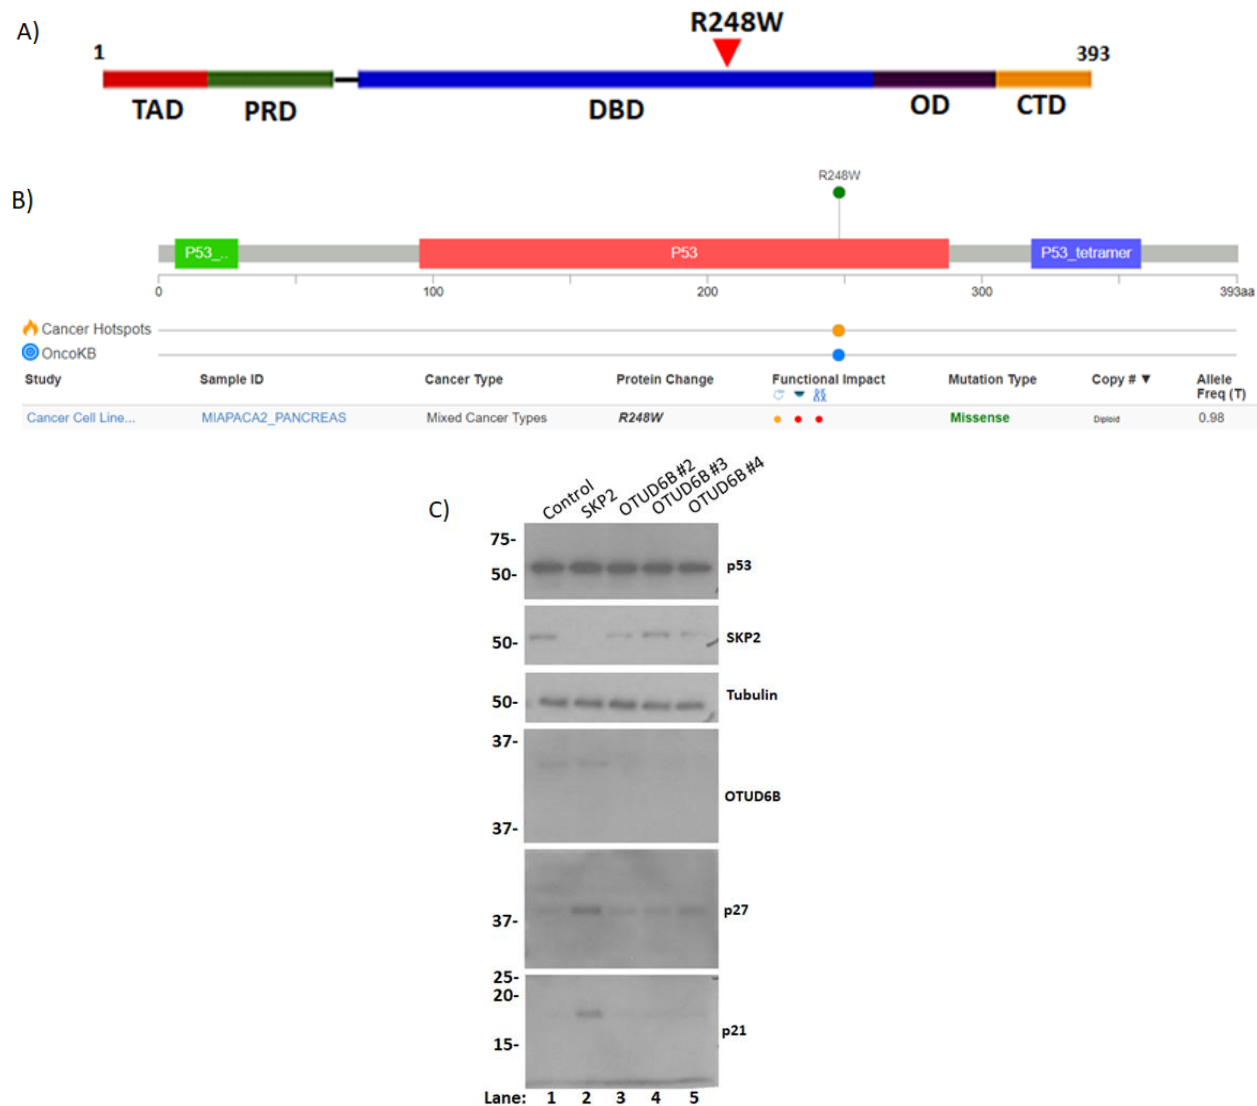 A)
R248W
1
393
TAD
PRD
DBD
OD
CTD
B)
R248W
P53_..
P53
P53_tetramer
0
100
200
300
393aa
Cancer Hotspots
OncoKB
Study Sample ID Cancer Type Protein Change Functional Impact Mutation Type Copy # ▼ Allele
Freq (T)
Cancer Cell Line... MIAPACA2_PANCREAS Mixed Cancer Types R248W Missense Diploid 0.98
C)
Control
SKP2
OTUD6B #2
OTUD6B #3
OTUD6B #4
75-
50-
p53
50-
SKP2
50-
Tubulin
37-
OTUD6B
37-
37-
p27
25-
20-
15-
p21
Lane: 1 2 3 4 5